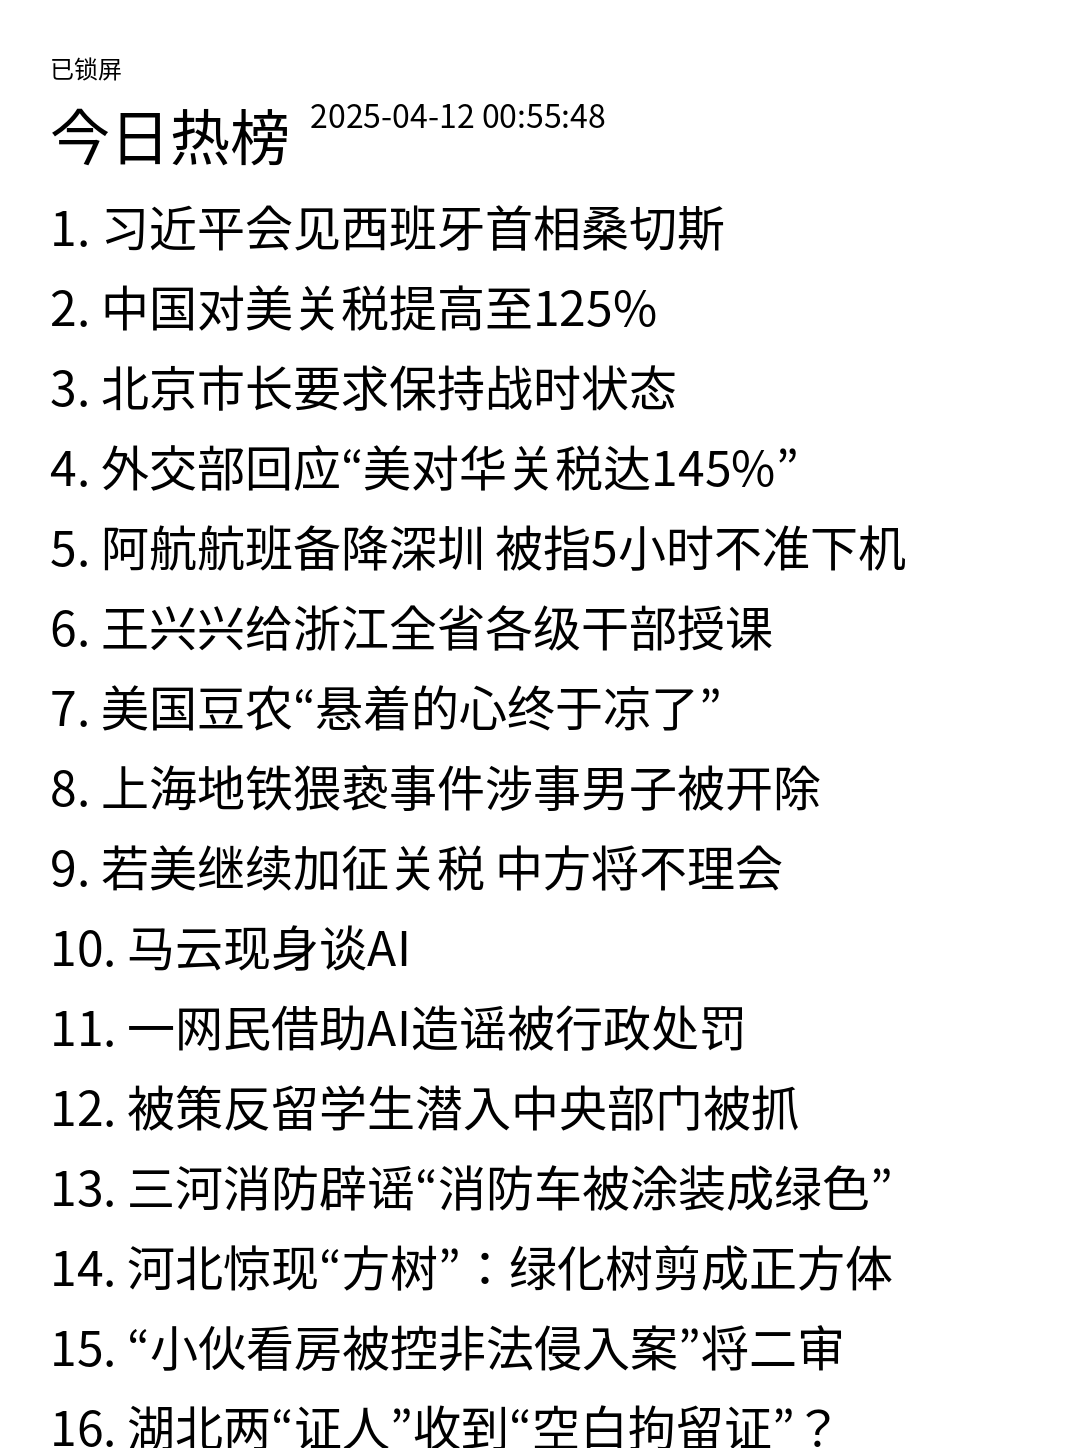 已锁屏
今日热榜 2025-04-12 00:55:48
1. 习近平会见西班牙首相桑切斯
2. 中国对美关税提高至125%
3. 北京市长要求保持战时状态
4. 外交部回应“美对华关税达145%”
5. 阿航航班备降深圳 被指5小时不准下机
6. 王兴兴给浙江全省各级干部授课
7. 美国豆农“悬着的心终于凉了”
8. 上海地铁猥亵事件涉事男子被开除
9. 若美继续加征关税 中方将不理会
10. 马云现身谈AI
11. 一网民借助AI造谣被行政处罚
12. 被策反留学生潜入中央部门被抓
13. 三河消防辟谣“消防车被涂装成绿色”
14. 河北惊现“方树”：绿化树剪成正方体
15. “小伙看房被控非法侵入案”将二审
16. 湖北两“证人”收到“空白拘留证”？